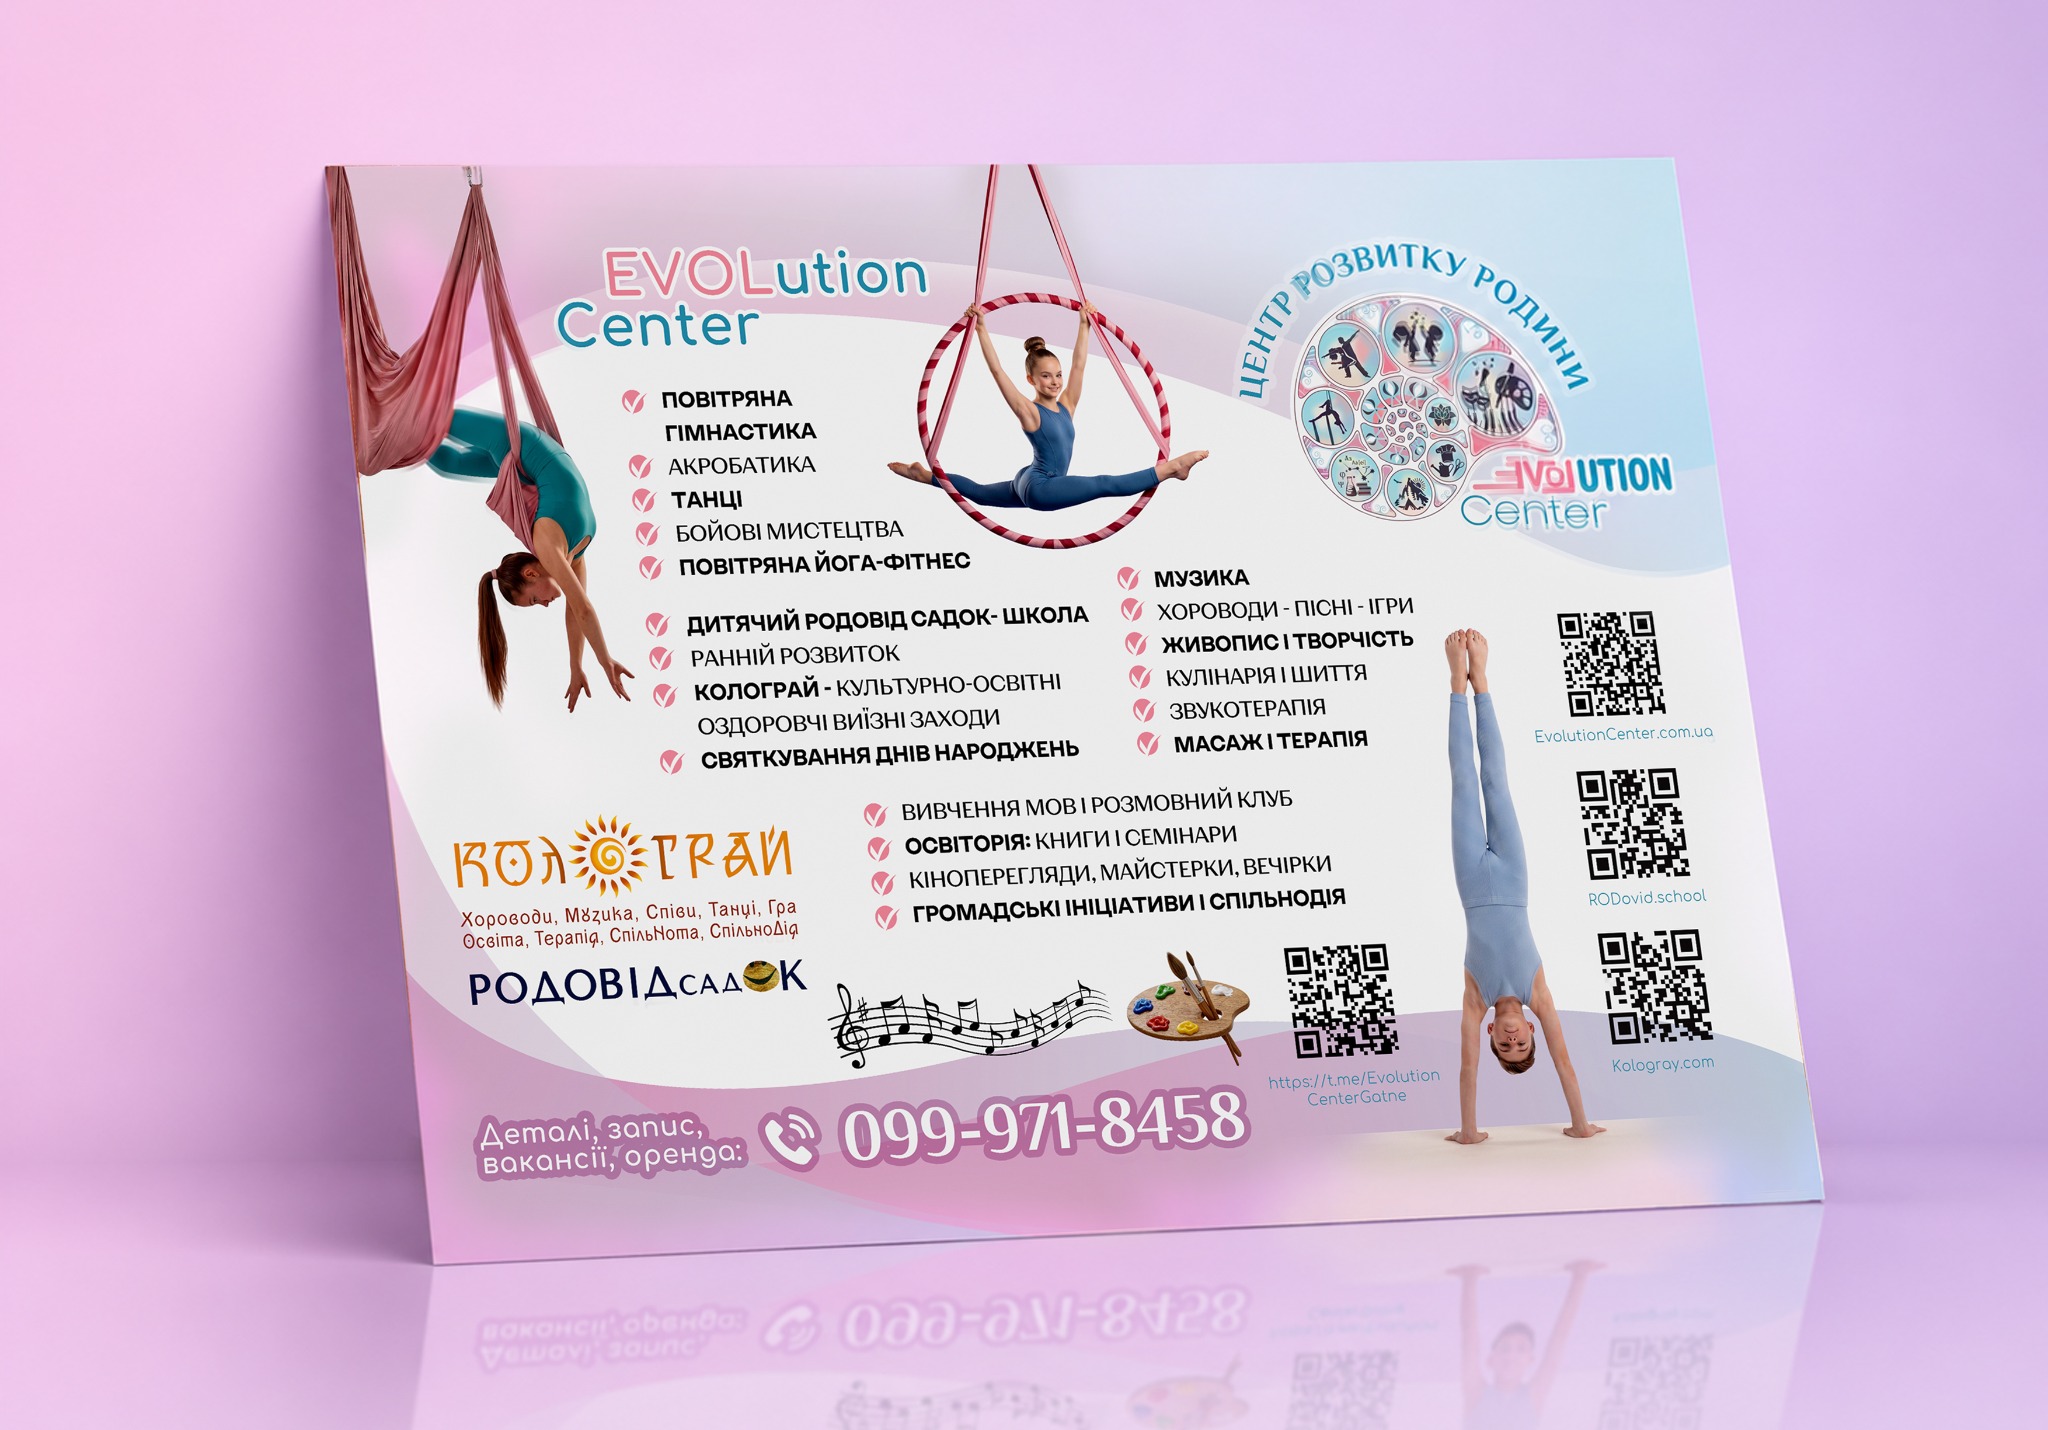 EVOLution
Center
ПОВІТРЯНА
ГІМНАСТИКА
АКРОБАТИКА
ТАНЦІ
БОЙОВІ МИСТЕЦТВА
ПОВІТРЯНА ЙОГА-ФІТНЕС
ДИТЯЧИЙ РОДОВІД САДОК- ШКОЛА
РАННІЙ РОЗВИТОК
КОЛОГРАЙ - КУЛЬТУРНО-ОСВІТНІ
ОЗДОРОВЧІ ВИЇЗНІ ЗАХОДИ
СВЯТКУВАННЯ ДНІВ НАРОДЖЕНЬ
ЦЕНТР РОЗВИТКУ РОДИНИ
EVOLUTION
Center
МУЗИКА
ХОРОВОДИ - ПІСНІ - ІГРИ
ЖИВОПИС І ТВОРЧІСТЬ
КУЛІНАРІЯ І ШИТТЯ
ЗВУКОТЕРАПІЯ
МАСАЖ І ТЕРАПІЯ
ВИВЧЕННЯ МОВ І РОЗМОВНИЙ КЛУБ
ОСВІТОРІЯ: КНИГИ І СЕМІНАРИ
КІНОПЕРЕГЛЯДИ, МАЙСТЕРКИ, ВЕЧІРКИ
ГРОМАДСЬКІ ІНІЦІАТИВИ І СПІЛЬНОДІЯ
КОЛОГРАЙ
Хороводи, Музика, Співи, Танці, Гра
Освіта, Терапія, СпільНота, СпільноДія
РОДОВІД САДОК
EvolutionCenter.com.ua
RODovid.school
Kologray.com
https://t.me/Evolution
CenterGatne
Деталі, запис,
вакансії, оренда:
099-971-8458